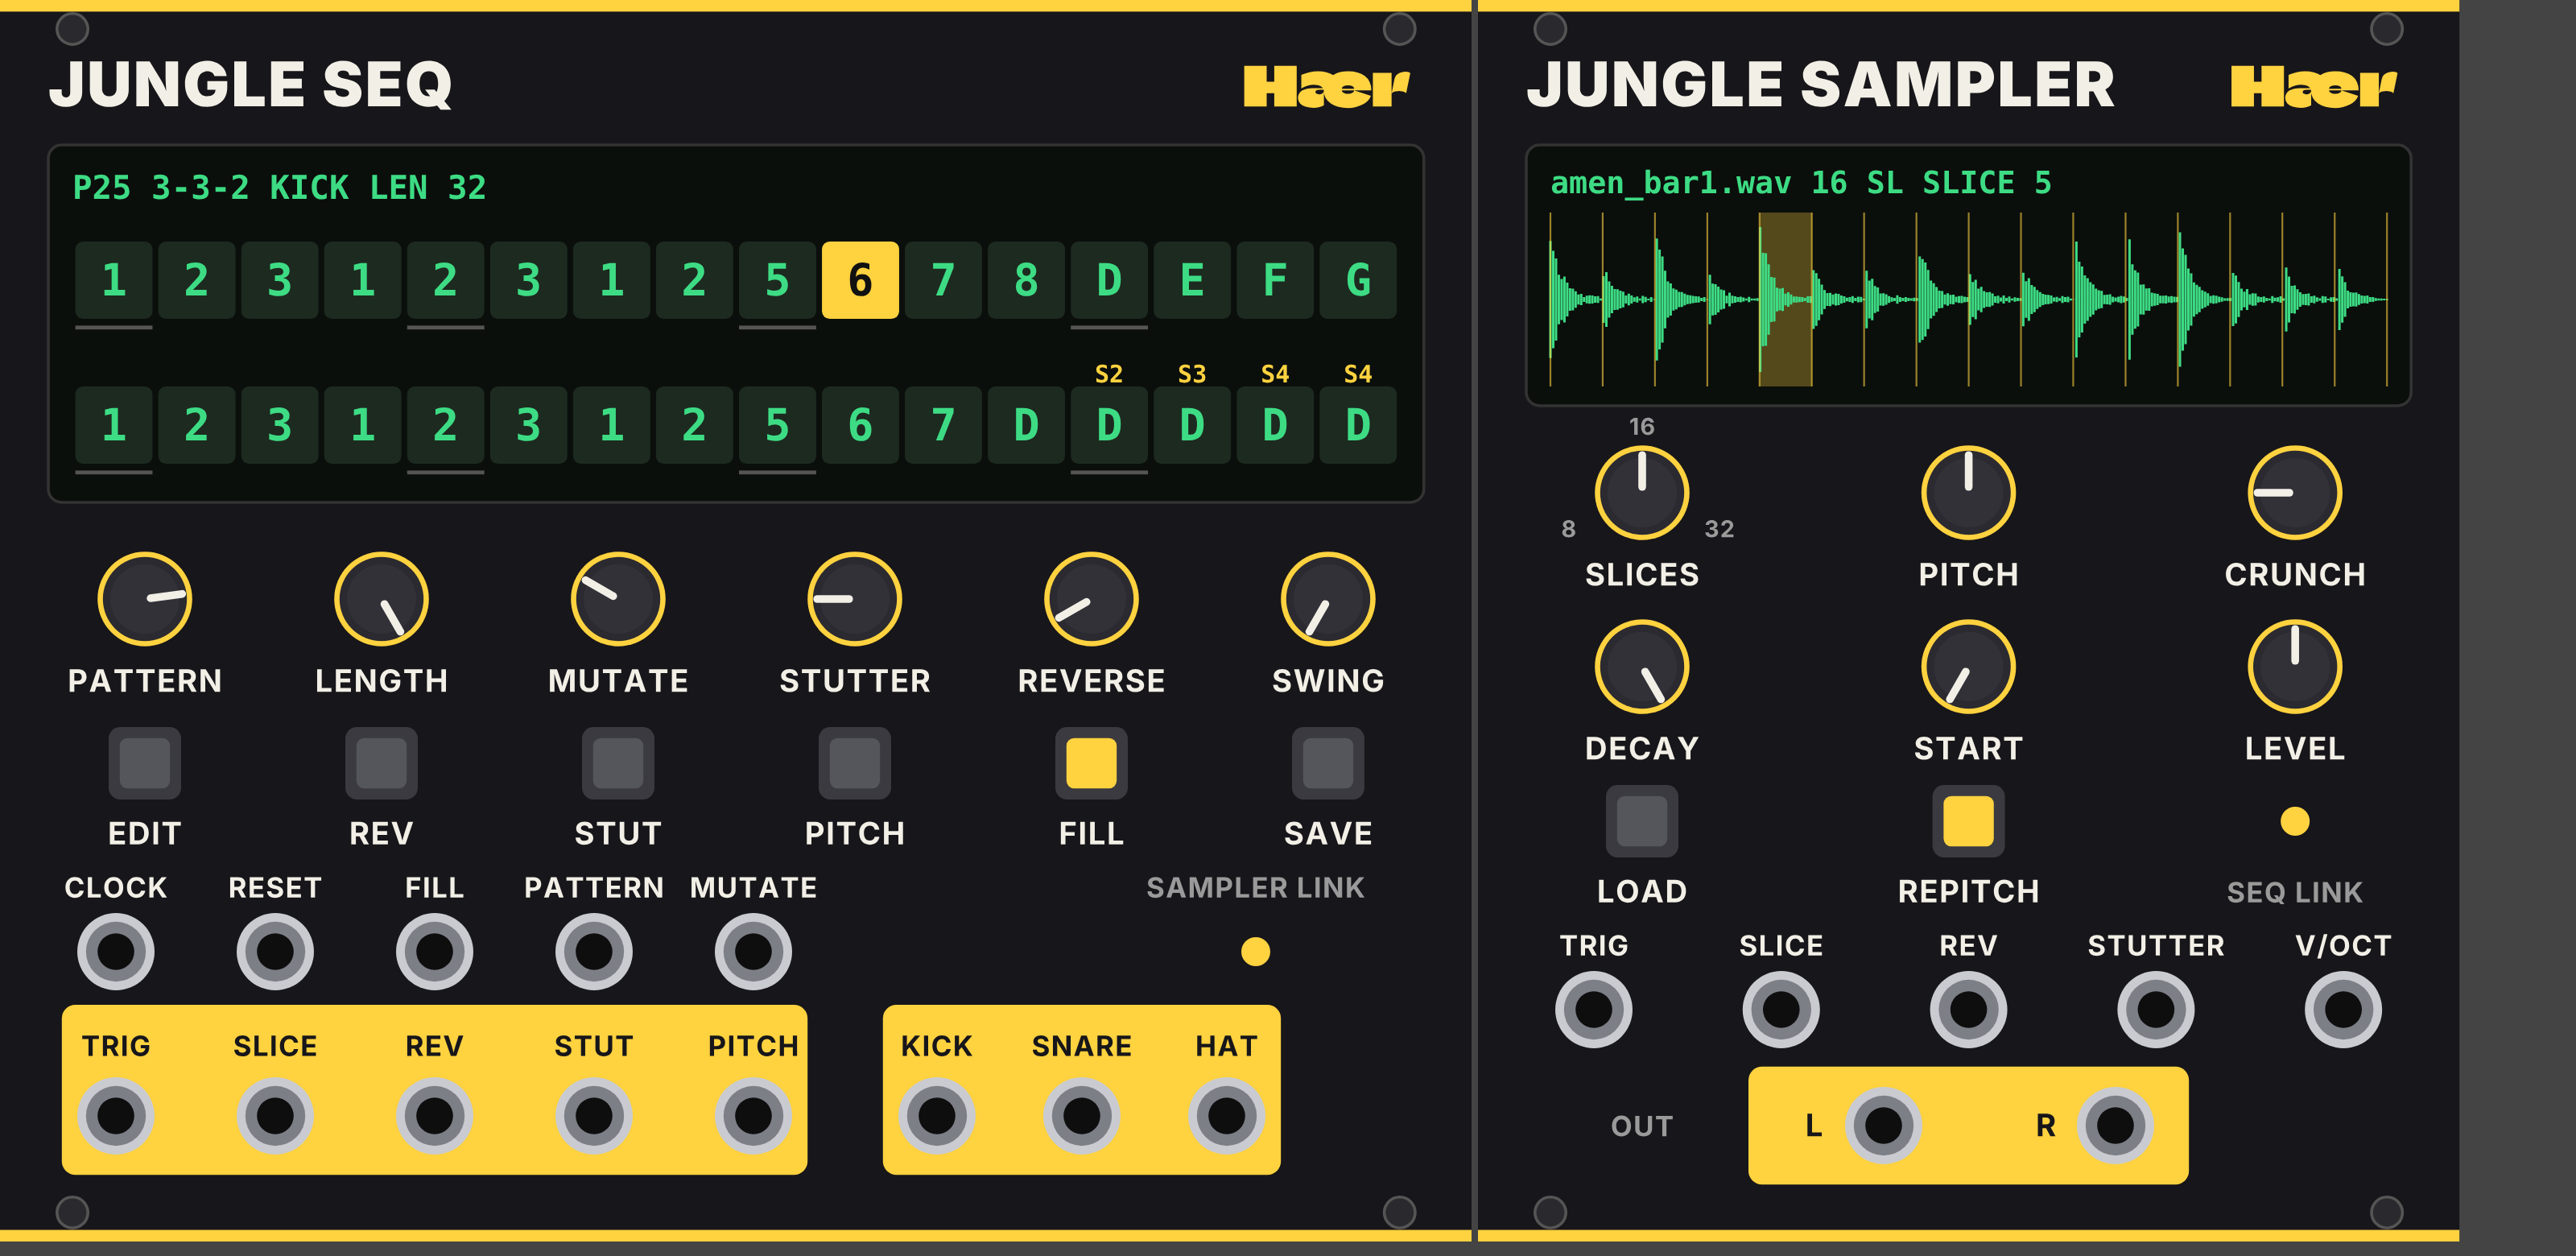 JUNGLE SEQ
Haer
P25 3-3-2 KICK LEN 32
1 2 3 1 2 3 1 2 5 6 7 8 D E F G
S2 S3 S4 S4
1 2 3 1 2 3 1 2 5 6 7 D D D D D
PATTERN LENGTH MUTATE STUTTER REVERSE SWING
EDIT REV STUT PITCH FILL SAVE
CLOCK RESET FILL PATTERN MUTATE SAMPLER LINK
TRIG SLICE REV STUT PITCH KICK SNARE HAT
JUNGLE SAMPLER
Haer
amen_bar1.wav 16 SL SLICE 5
16
8 32
SLICES PITCH CRUNCH
DECAY START LEVEL
LOAD REPITCH SEQ LINK
TRIG SLICE REV STUTTER V/OCT
OUT L R